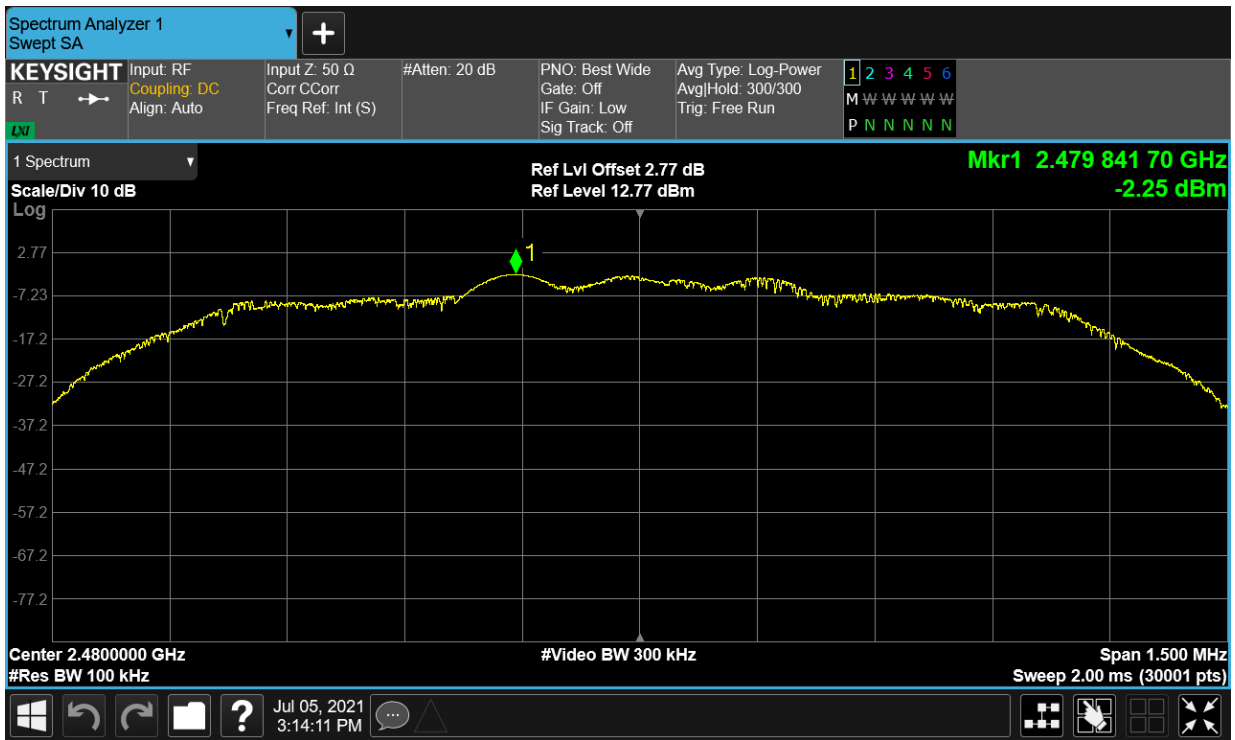 Spectrum Analyzer 1
Swept SA
KEYSIGHT
R T
LXI
Input: RF
Coupling: DC
Align: Auto
Input Z: 50 Ω
Corr CCorr
Freq Ref: Int (S)
#Atten: 20 dB
PNO: Best Wide
Gate: Off
IF Gain: Low
Sig Track: Off
Avg Type: Log-Power
Avg|Hold: 300/300
Trig: Free Run
1 2 3 4 5 6
M W W W W W
P N N N N N
1 Spectrum
Scale/Div 10 dB
Log
Ref Lvl Offset 2.77 dB
Ref Level 12.77 dBm
Mkr1 2.479 841 70 GHz
-2.25 dBm
1
2.77
-7.23
-17.2
-27.2
-37.2
-47.2
-57.2
-67.2
-77.2
Center 2.4800000 GHz
#Res BW 100 kHz
#Video BW 300 kHz
Span 1.500 MHz
Sweep 2.00 ms (30001 pts)
?
Jul 05, 2021
3:14:11 PM